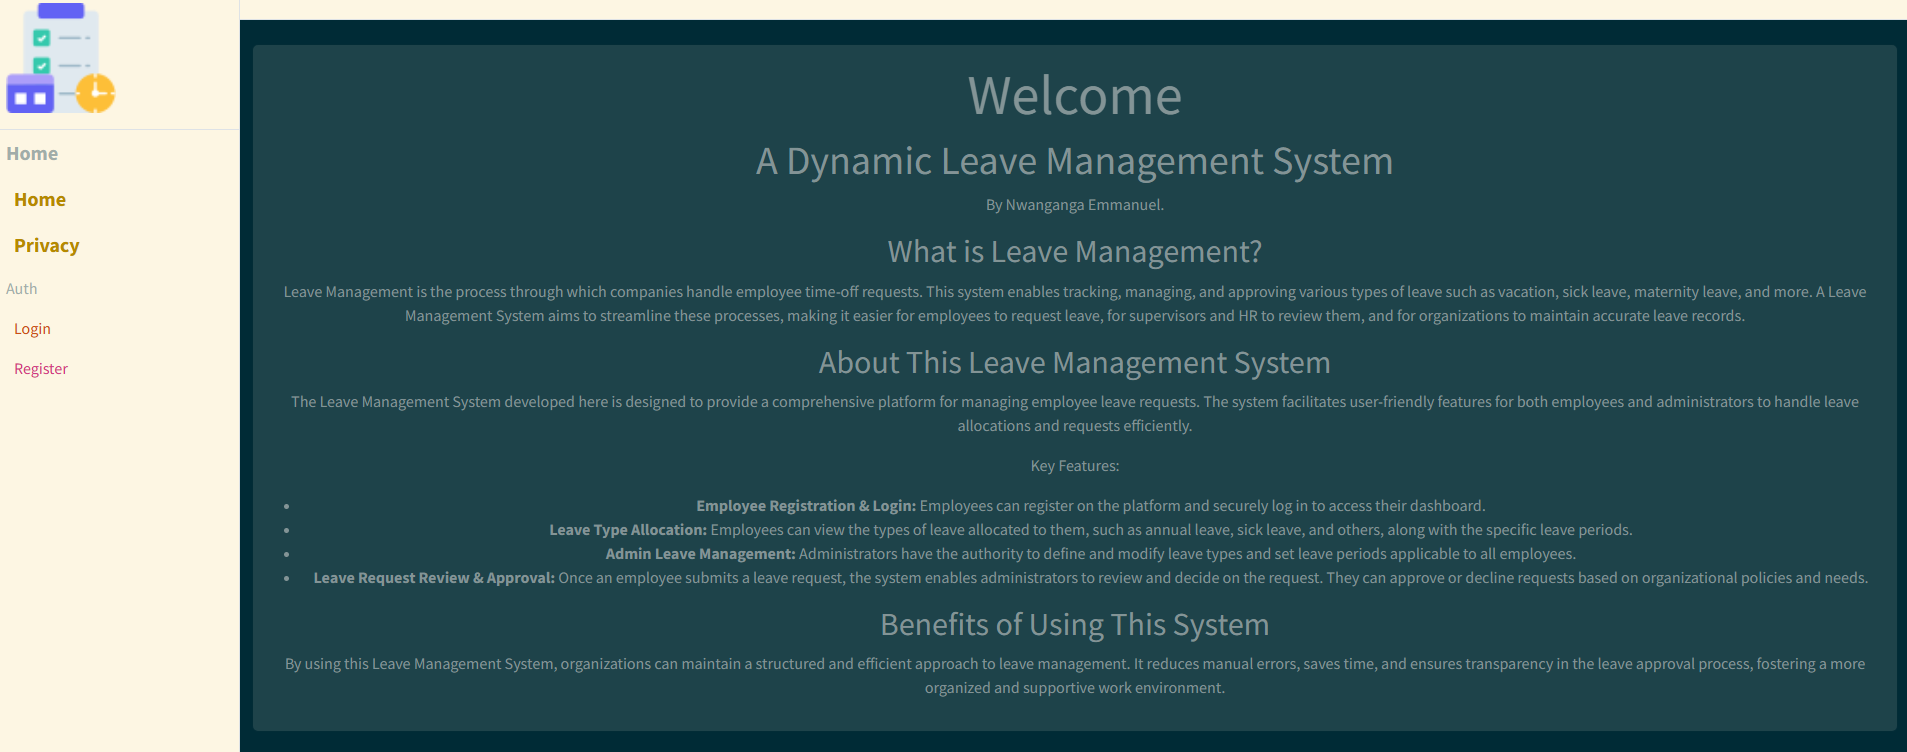 Home
Home
Privacy
Auth
Login
Register
Welcome
A Dynamic Leave Management System
By Nwanganga Emmanuel.
What is Leave Management?
Leave Management is the process through which companies handle employee time-off requests. This system enables tracking, managing, and approving various types of leave such as vacation, sick leave, maternity leave, and more. A Leave
Management System aims to streamline these processes, making it easier for employees to request leave, for supervisors and HR to review them, and for organizations to maintain accurate leave records.
About This Leave Management System
The Leave Management System developed here is designed to provide a comprehensive platform for managing employee leave requests. The system facilitates user-friendly features for both employees and administrators to handle leave
allocations and requests efficiently.
Key Features:
• Employee Registration & Login: Employees can register on the platform and securely log in to access their dashboard.
• Leave Type Allocation: Employees can view the types of leave allocated to them, such as annual leave, sick leave, and others, along with the specific leave periods.
• Admin Leave Management: Administrators have the authority to define and modify leave types and set leave periods applicable to all employees.
• Leave Request Review & Approval: Once an employee submits a leave request, the system enables administrators to review and decide on the request. They can approve or decline requests based on organizational policies and needs.
Benefits of Using This System
By using this Leave Management System, organizations can maintain a structured and efficient approach to leave management. It reduces manual errors, saves time, and ensures transparency in the leave approval process, fostering a more
organized and supportive work environment.